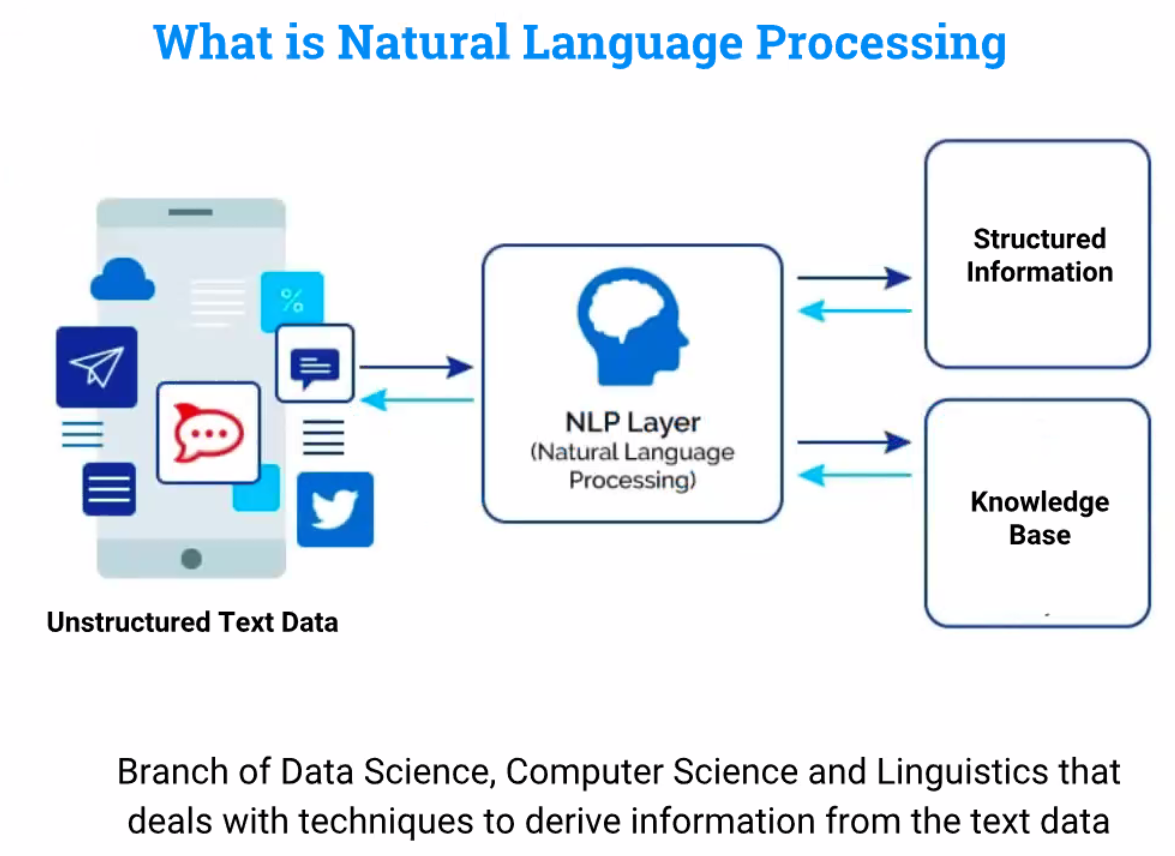 What is Natural Language Processing
%
Structured
Information
NLP Layer
(Natural Language
Processing)
Knowledge
Base
Unstructured Text Data
Branch of Data Science, Computer Science and Linguistics that
deals with techniques to derive information from the text data